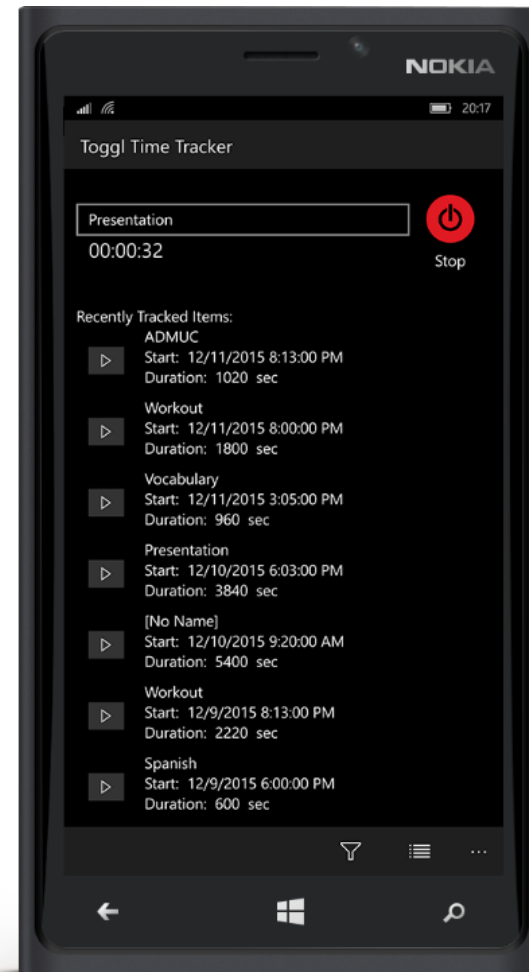 NOKIA
20:17
Toggl Time Tracker
Presentation
00:00:32
Stop
Recently Tracked Items:
ADMUC
Start: 12/11/2015 8:13:00 PM
Duration: 1020 sec
Workout
Start: 12/11/2015 8:00:00 PM
Duration: 1800 sec
Vocabulary
Start: 12/11/2015 3:05:00 PM
Duration: 960 sec
Presentation
Start: 12/10/2015 6:03:00 PM
Duration: 3840 sec
[No Name]
Start: 12/10/2015 9:20:00 AM
Duration: 5400 sec
Workout
Start: 12/9/2015 8:13:00 PM
Duration: 2220 sec
Spanish
Start: 12/9/2015 6:00:00 PM
Duration: 600 sec